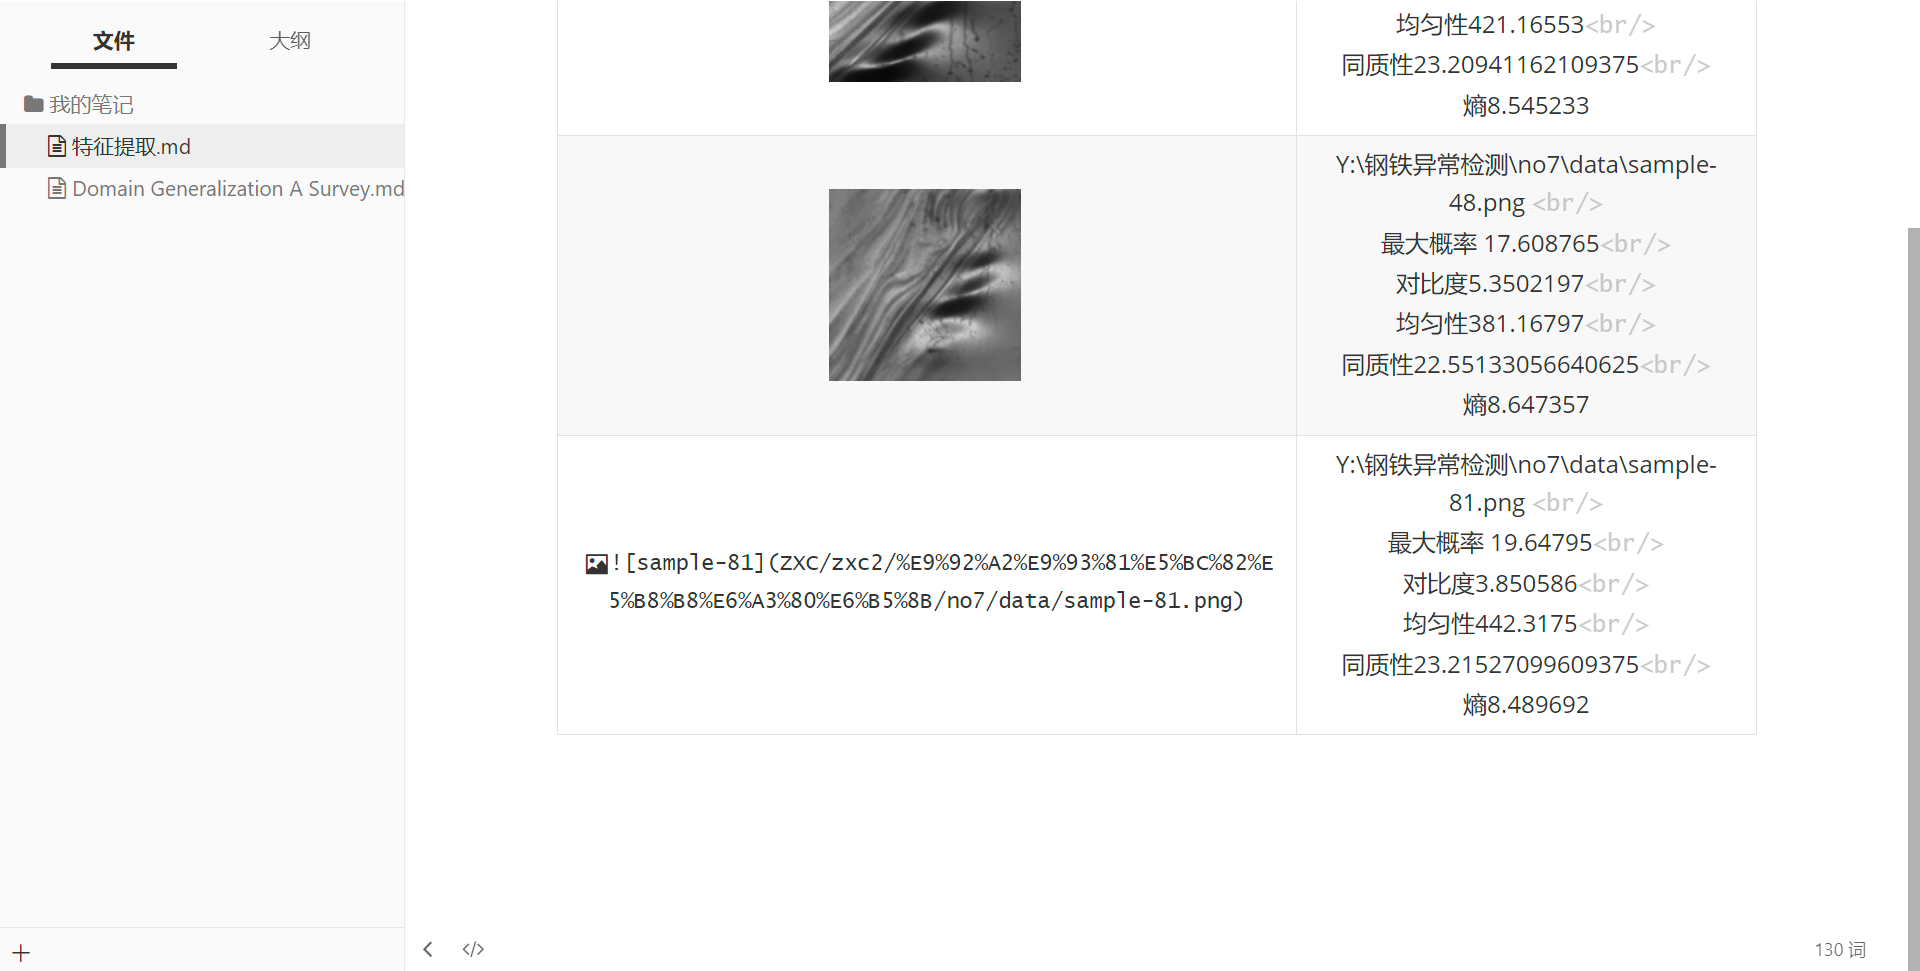 文件
大纲
我的笔记
特征提取.md
Domain Generalization A Survey.md
均匀性421.16553<br/>
同质性23.20941162109375<br/>
熵8.545233
Y:\钢铁异常检测\no7\data\sample-
48.png <br/>
最大概率 17.608765<br/>
对比度5.3502197<br/>
均匀性381.16797<br/>
同质性22.55133056640625<br/>
熵8.647357
![sample-81](ZXC/zxc2/%E9%92%A2%E9%93%81%E5%BC%82%E
5%B8%B8%E6%A3%80%E6%B5%8B/no7/data/sample-81.png)
Y:\钢铁异常检测\no7\data\sample-
81.png <br/>
最大概率 19.64795<br/>
对比度3.850586<br/>
均匀性442.3175<br/>
同质性23.21527099609375<br/>
熵8.489692
</>
130 词